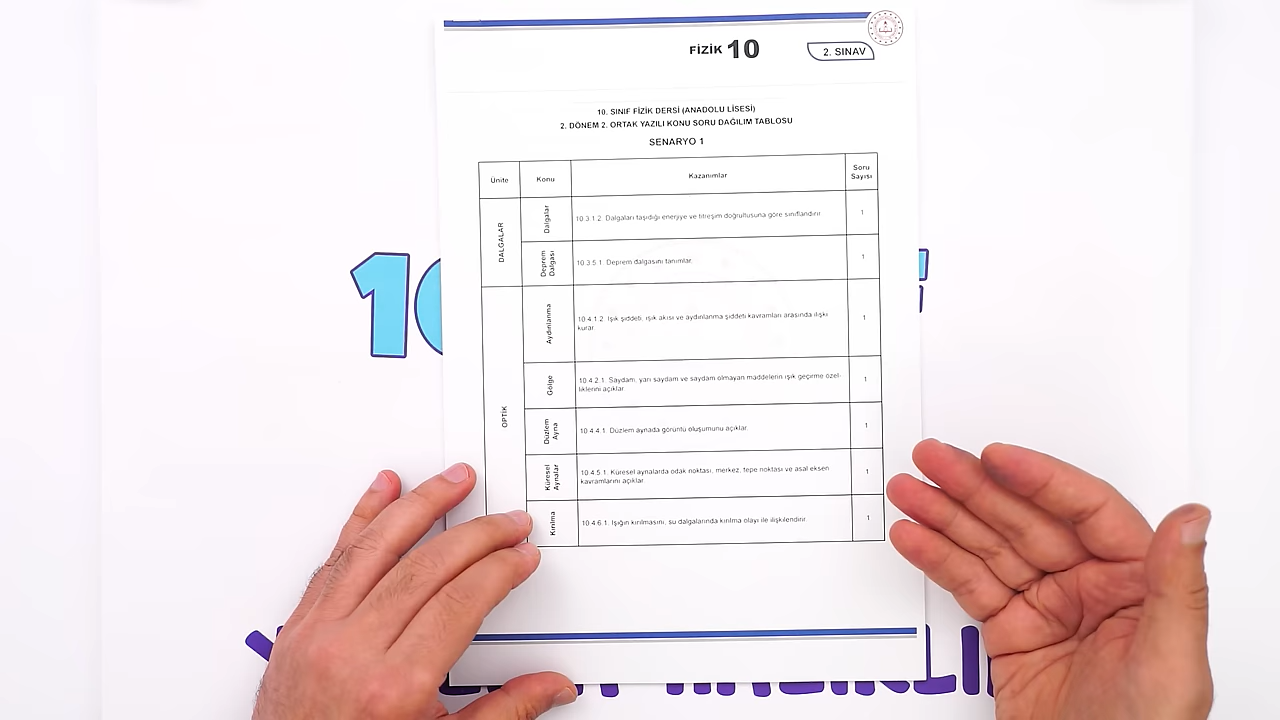 FİZİK 10
2. SINAV
10. SINIF FİZİK DERSİ (ANADOLU LİSESİ)
2. DÖNEM 2. ORTAK YAZILI KONU SORU DAĞILIM TABLOSU
SENARYO 1
Ünite
Konu
Kazanımlar
Soru
Sayısı
DALGALAR
Dalgalar
10.3.1.2. Dalgaları taşıdığı enerjiye ve titreşim doğrultusuna göre sınıflandırır.
1
Deprem
Dalgası
10.3.5.1. Deprem dalgasını tanımlar.
1
OPTİK
Aydınlanma
10.4.1.2. Işık şiddeti, ışık akısı ve aydınlanma şiddeti kavramları arasında ilişki
kurar.
1
Gölge
10.4.2.1. Saydam, yarı saydam ve saydam olmayan maddelerin ışık geçirme özel-
liklerini açıklar.
1
Düzlem
Ayna
10.4.4.1. Düzlem aynada görüntü oluşumunu açıklar.
1
Küresel
Aynalar
10.4.5.1. Küresel aynalarda odak noktası, merkez, tepe noktası ve asal eksen
kavramlarını açıklar.
1
Kırılma
10.4.6.1. Işığın kırılmasını, su dalgalarında kırılma olayı ile ilişkilendirir.
1
10